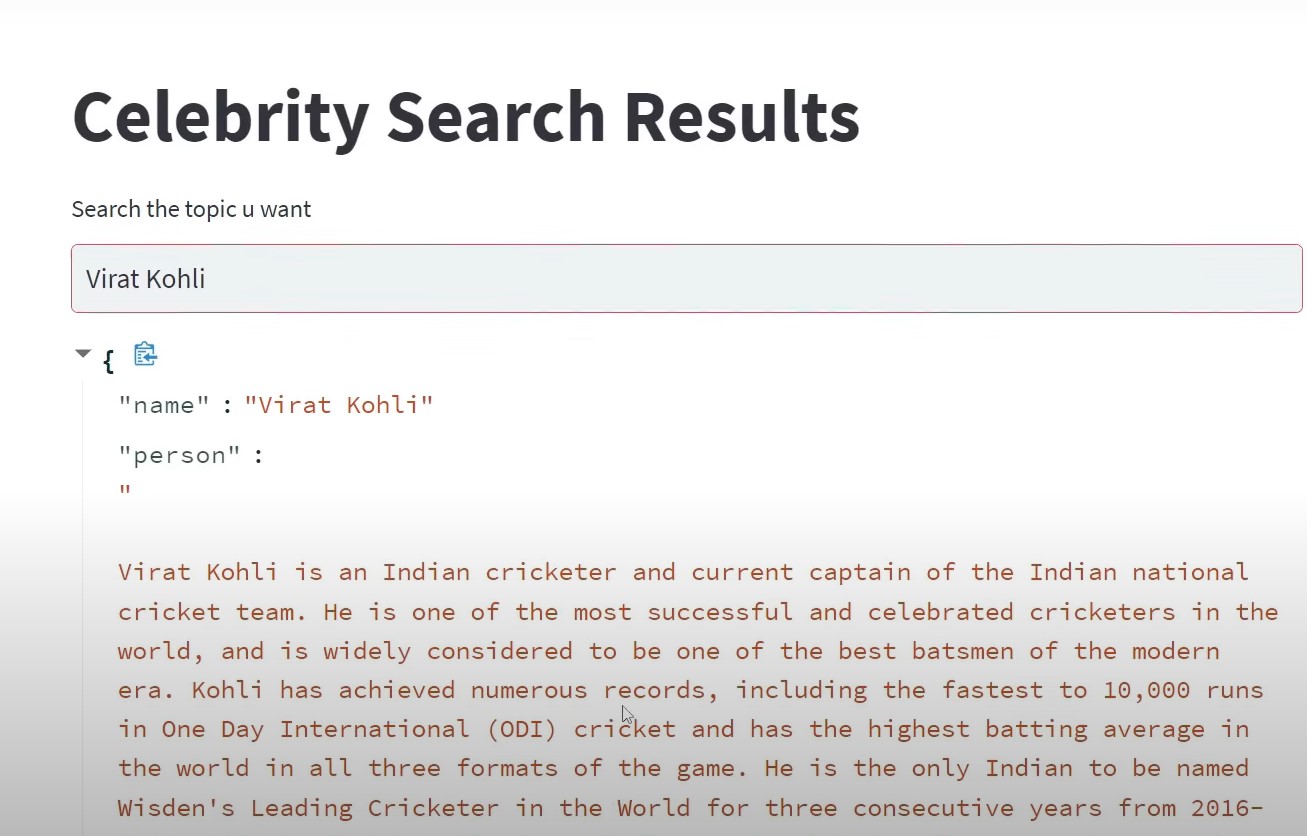 Celebrity Search Results
Search the topic u want
Virat Kohli
{
"name" : "Virat Kohli"
"person" :
"
Virat Kohli is an Indian cricketer and current captain of the Indian national
cricket team. He is one of the most successful and celebrated cricketers in the
world, and is widely considered to be one of the best batsmen of the modern
era. Kohli has achieved numerous records, including the fastest to 10,000 runs
in One Day International (ODI) cricket and has the highest batting average in
the world in all three formats of the game. He is the only Indian to be named
Wisden's Leading Cricketer in the World for three consecutive years from 2016-